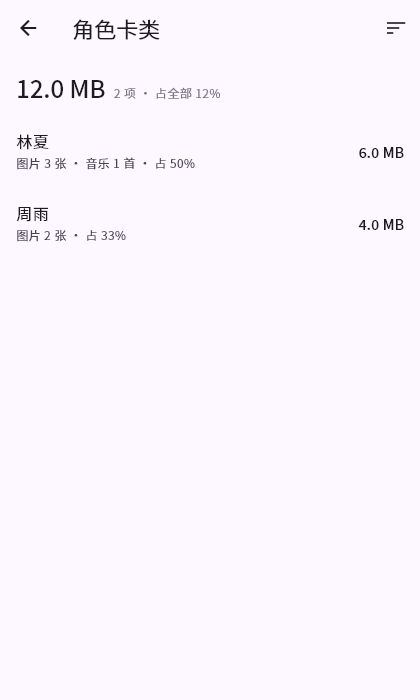 角色卡类
12.0 MB 2 项 · 占全部 12%
林夏
图片 3 张 · 音乐 1 首 · 占 50%
6.0 MB
周雨
图片 2 张 · 占 33%
4.0 MB